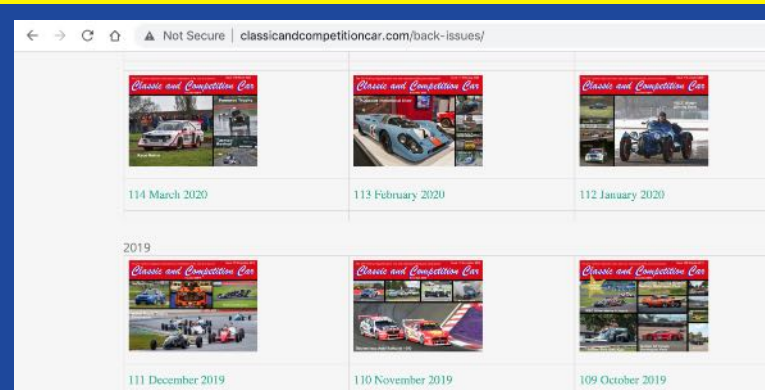 Not Secure | classicandcompetitioncar.com/back-issues/
Classic and Competition Car
Classic and Competition Car
Classic and Competition Car
114 March 2020
113 February 2020
112 January 2020
2019
Classic and Competition Car
Classic and Competition Car
Classic and Competition Car
111 December 2019
110 November 2019
109 October 2019